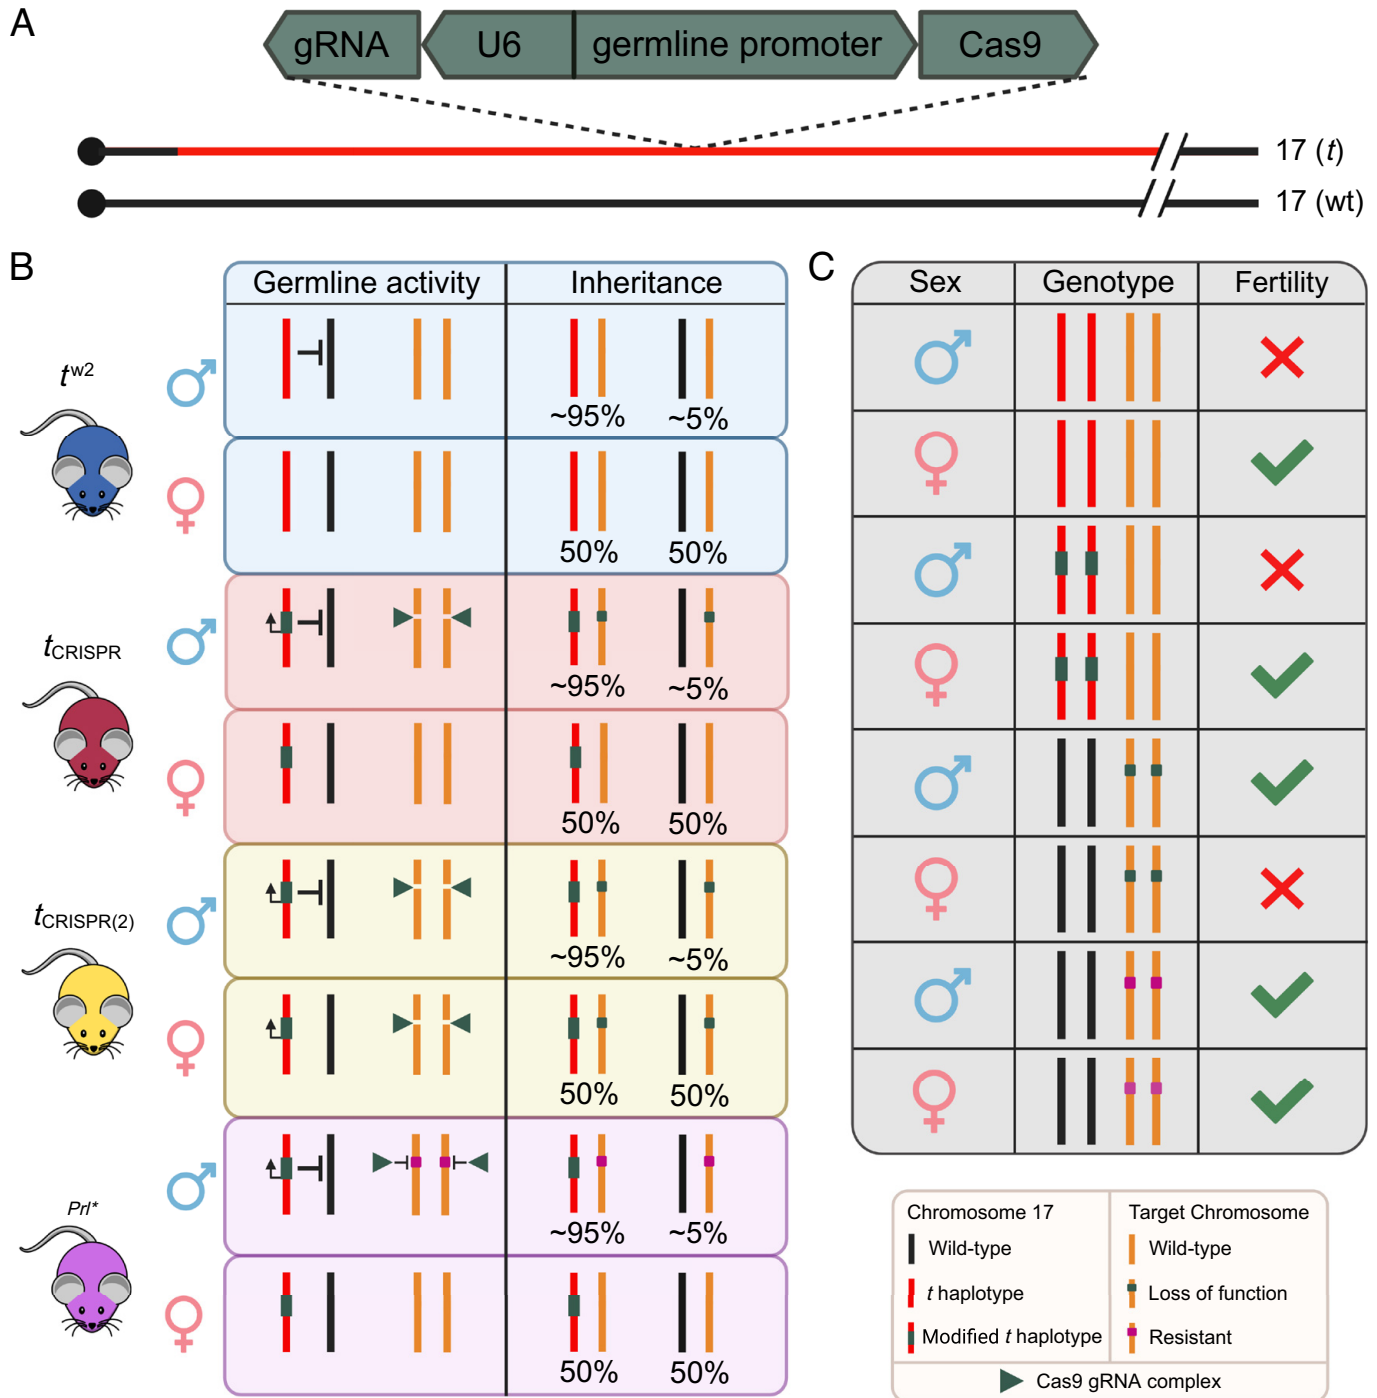 A
gRNA
U6
germline promoter
Cas9
17 (t)
17 (wt)
B
Germline activity
Inheritance
t w2
~95%
~5%
50%
50%
tCRISPR
~95%
~5%
50%
50%
tCRISPR(2)
~95%
~5%
50%
50%
Prl*
~95%
~5%
50%
50%
C
Sex
Genotype
Fertility
Chromosome 17
Wild-type
t haplotype
Modified t haplotype
Target Chromosome
Wild-type
Loss of function
Resistant
Cas9 gRNA complex